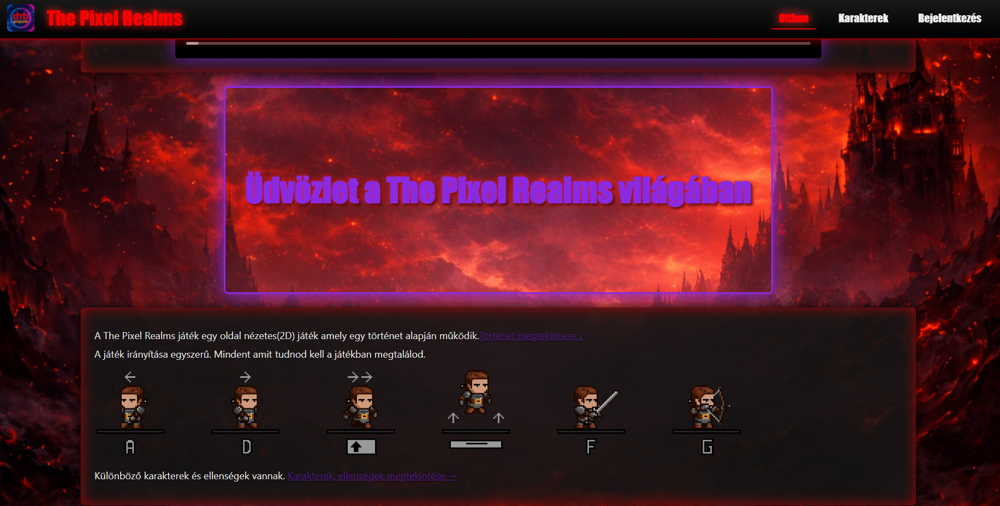 dmb
projects
The Pixel Realms
Otthon
Karakterek
Bejelentkezés
Üdvözlet a The Pixel Realms világában
A The Pixel Realms játék egy oldal nézetes(2D) játék amely egy történet alapján működik.Történet megtekintése ↓
A játék irányítása egyszerű. Mindent amit tudnod kell a játékban megtalálod.
A D F G
Különböző karakterek és ellenségek vannak. Karakterek, ellenségek megtekintése →